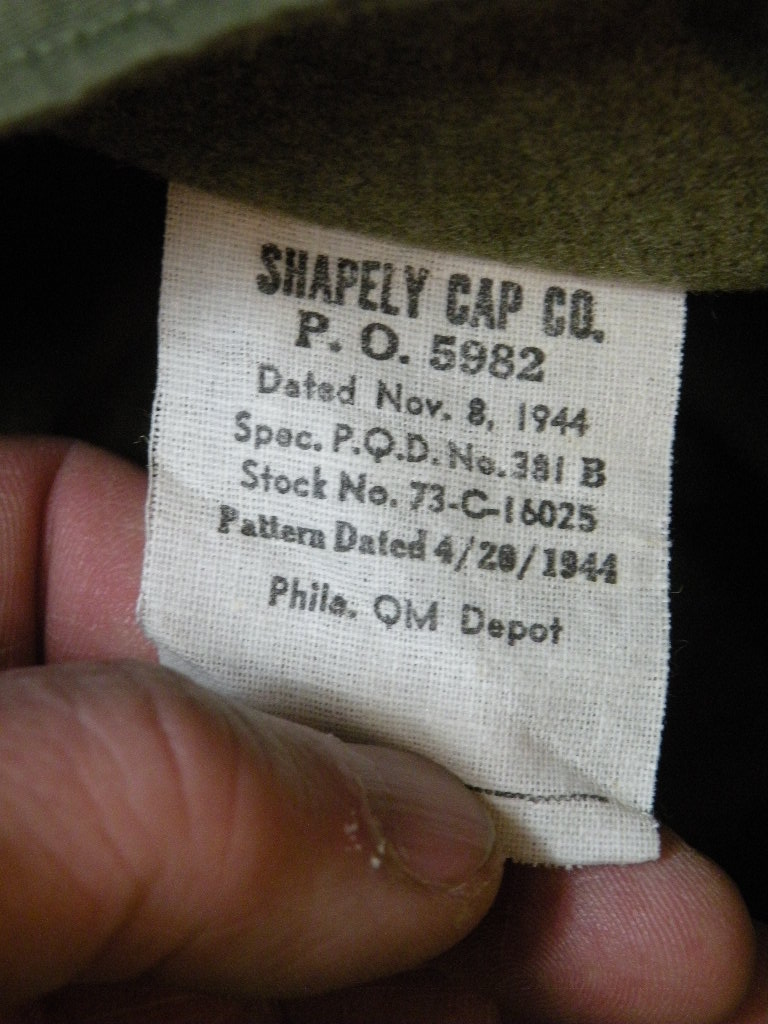 SHAPELY CAP CO.
P. O. 5982
Dated Nov. 8, 1944
Spec. P.Q.D. No. 381 B
Stock No. 73-C-16025
Pattern Dated 4/20/1944
Phila. QM Depot